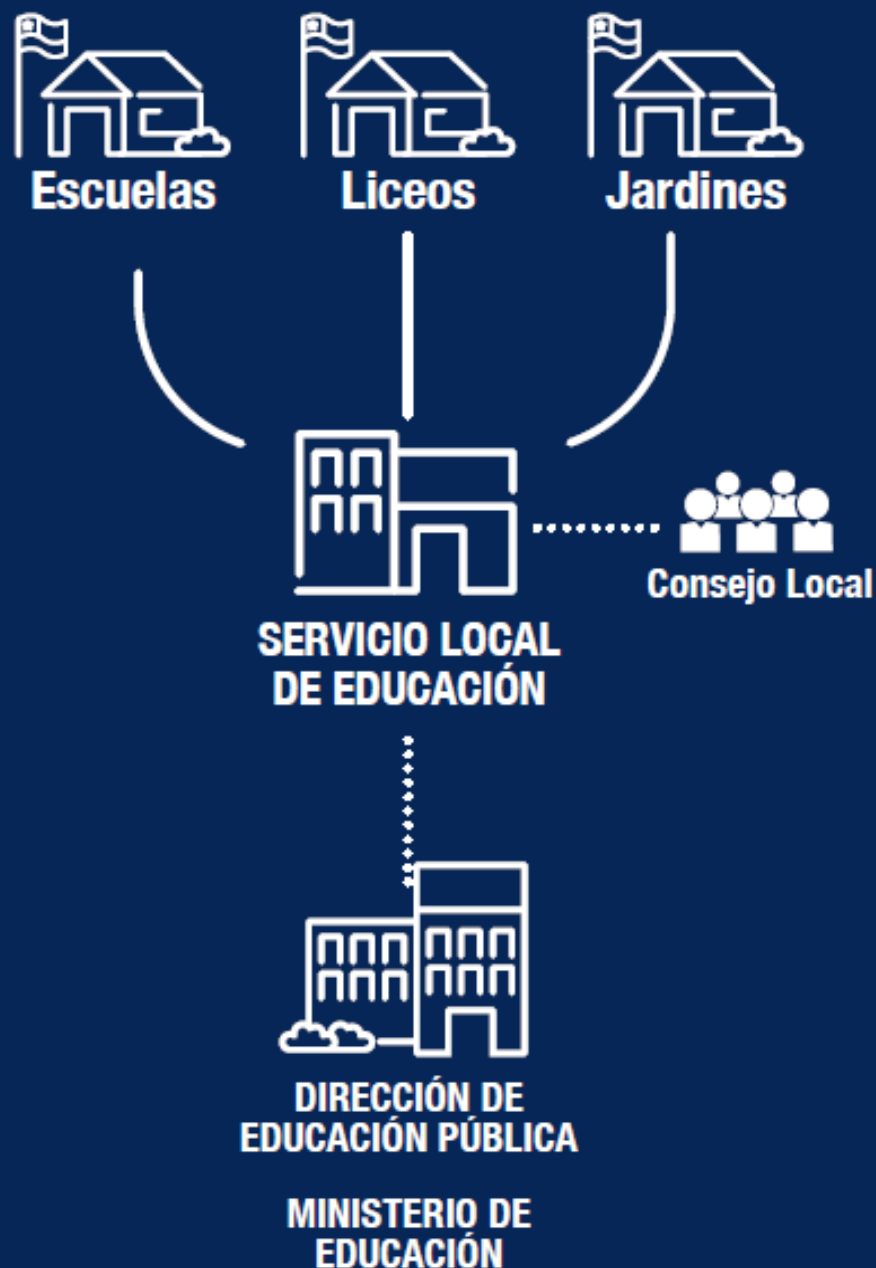 Escuelas
Liceos
Jardines
Consejo Local
SERVICIO LOCAL
DE EDUCACIÓN
DIRECCIÓN DE
EDUCACIÓN PÚBLICA
MINISTERIO DE
EDUCACIÓN